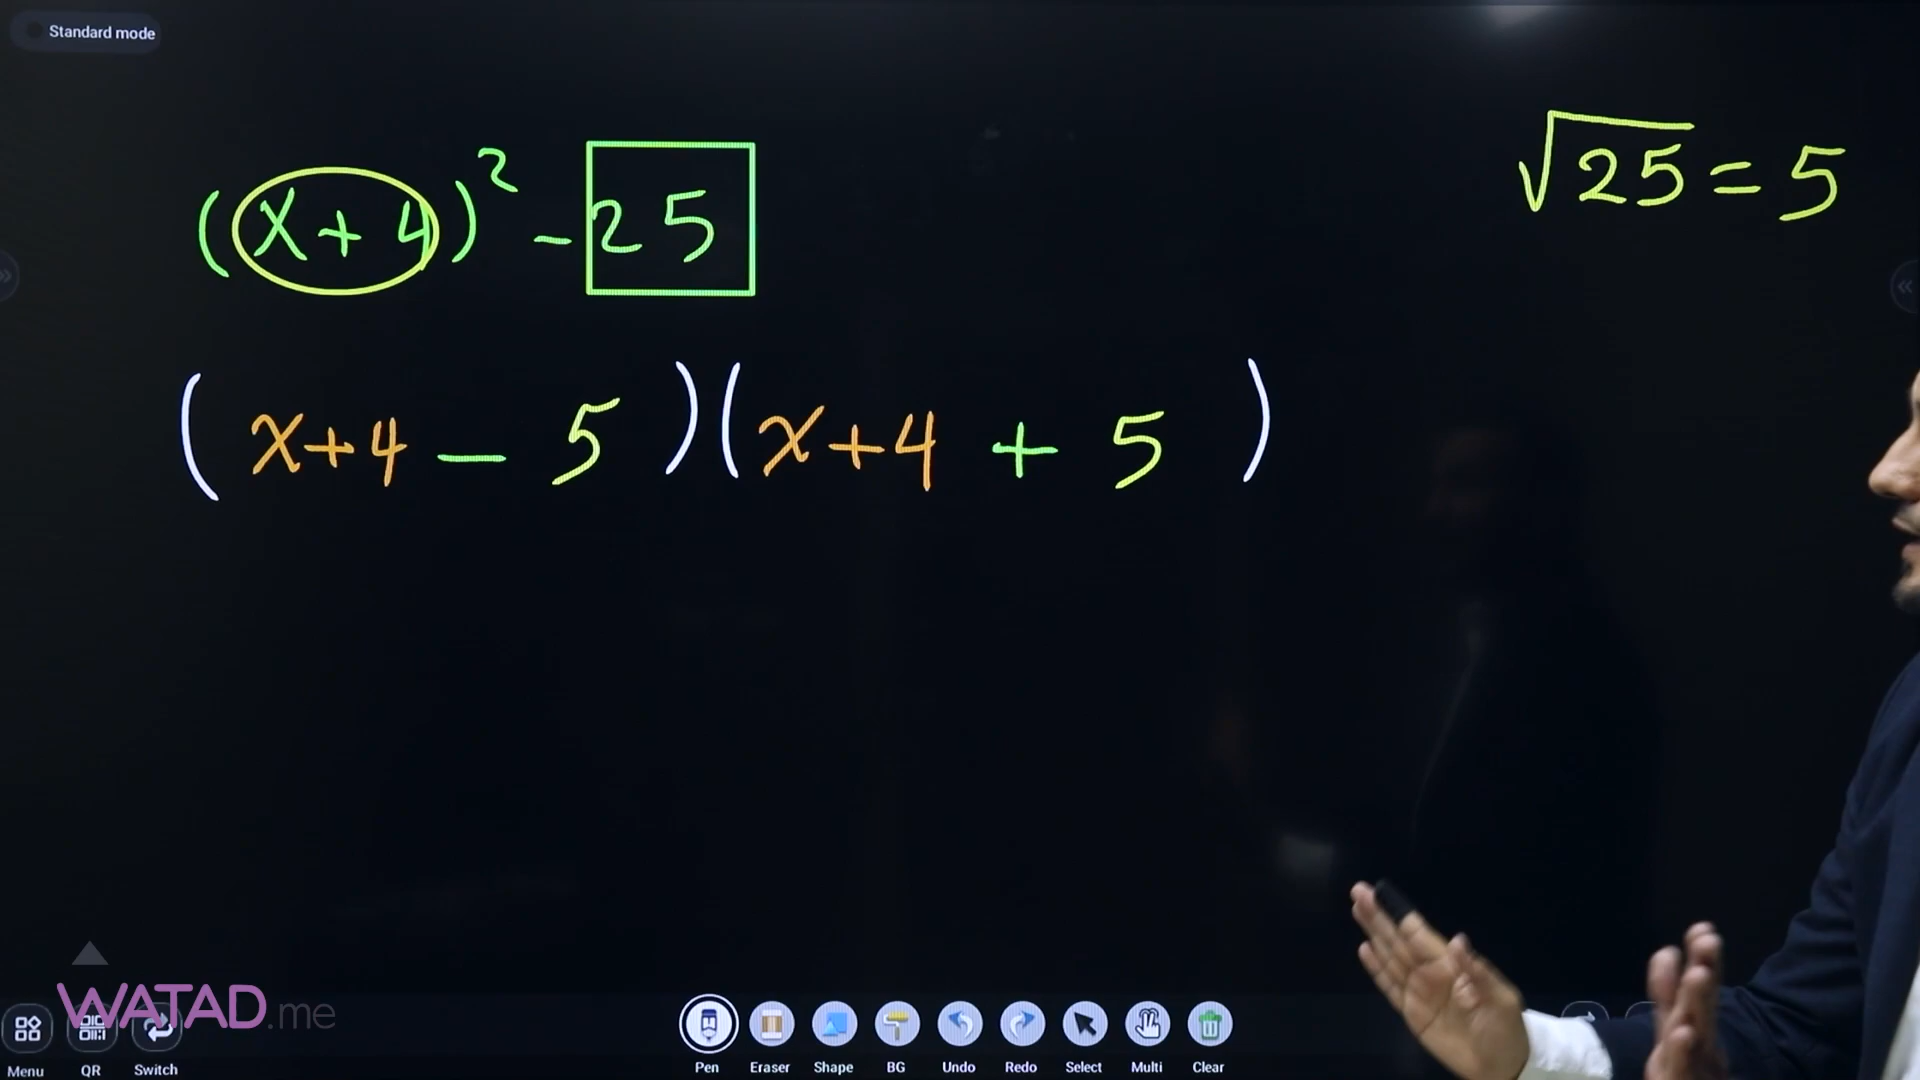 Standard mode
(x+4)² - 25
√25 = 5
(x+4 - 5)(x+4 + 5)
WATAD.me
Menu QR Switch
Pen Eraser Shape BG Undo Redo Select Multi Clear